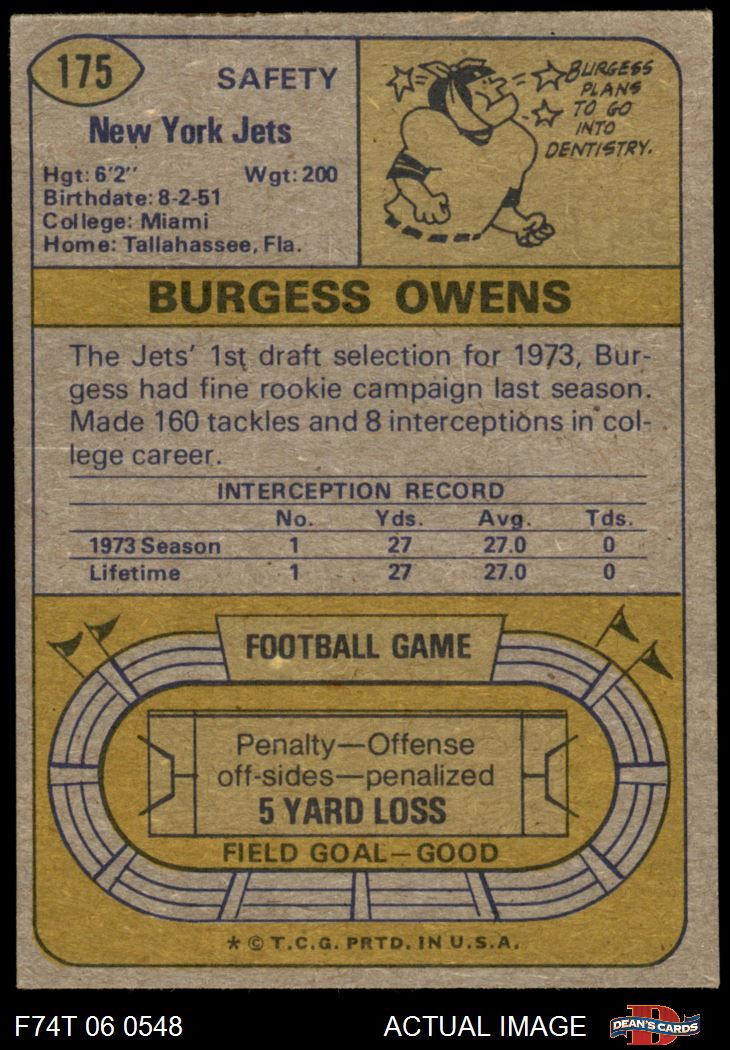 175
SAFETY
New York Jets
Hgt: 6'2" Wgt: 200
Birthdate: 8-2-51
College: Miami
Home: Tallahassee, Fla.
BURGESS
PLANS
TO GO
INTO
DENTISTRY.
BURGESS OWENS
The Jets' 1st draft selection for 1973, Bur-
gess had fine rookie campaign last season.
Made 160 tackles and 8 interceptions in col-
lege career.
INTERCEPTION RECORD
No. Yds. Avg. Tds.
1973 Season 1 27 27.0 0
Lifetime 1 27 27.0 0
FOOTBALL GAME
Penalty—Offense
off-sides—penalized
5 YARD LOSS
FIELD GOAL—GOOD
* © T.C.G. PRTD. IN U.S.A.
F74T 06 0548 ACTUAL IMAGE
D
DEAN'S CARDS